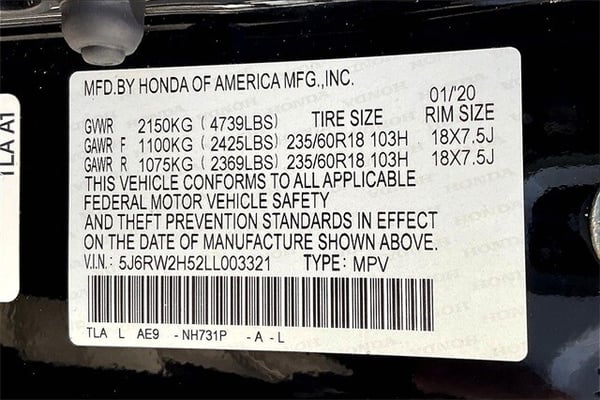 MFD.BY HONDA OF AMERICA MFG.,INC.
01/'20
GVWR 2150KG (4739LBS) TIRE SIZE RIM SIZE
GAWR F 1100KG (2425LBS) 235/60R18 103H 18X7.5J
GAWR R 1075KG (2369LBS) 235/60R18 103H 18X7.5J
THIS VEHICLE CONFORMS TO ALL APPLICABLE
FEDERAL MOTOR VEHICLE SAFETY
AND THEFT PREVENTION STANDARDS IN EFFECT
ON THE DATE OF MANUFACTURE SHOWN ABOVE.
V.I.N.: 5J6RW2H52LL003321 TYPE: MPV
TLA L AE9 -NH731P -A-L
TLA A1